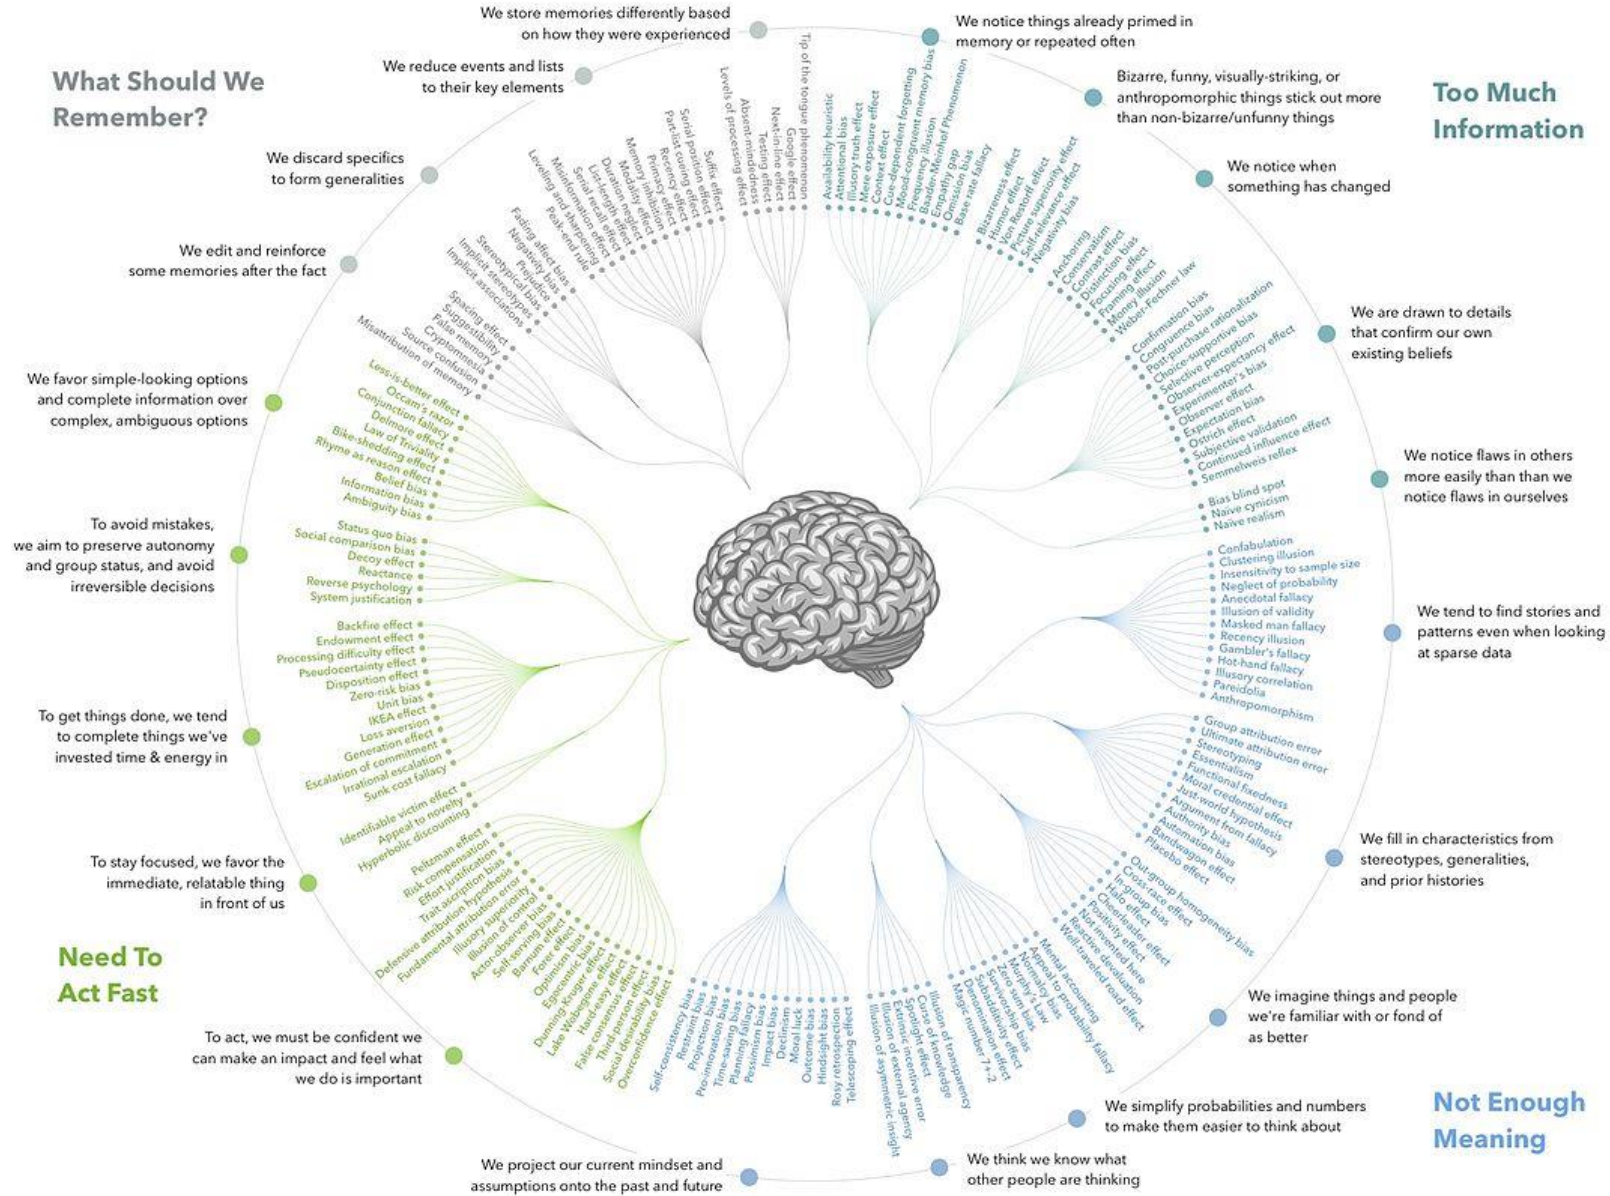 What Should We
Remember?
We store memories differently based
on how they were experienced
We reduce events and lists
to their key elements
We discard specifics
to form generalities
We edit and reinforce
some memories after the fact
Tip of the tongue phenomenon
Google effect
Next-in-line effect
Testing effect
Absent-mindedness
Levels of processing effect
Suffix effect
Serial position effect
Part-list cueing effect
Recency effect
Primacy effect
Memory inhibition
Modality effect
Duration neglect
List-length effect
Serial recall effect
Misinformation effect
Leveling and sharpening
Peak-end rule
Fading affect bias
Negativity bias
Prejudice
Stereotypical bias
Implicit stereotypes
Implicit associations
Spacing effect
Suggestibility
False memory
Cryptomnesia
Source confusion
Misattribution of memory
Too Much
Information
We notice things already primed in
memory or repeated often
Bizarre, funny, visually-striking, or
anthropomorphic things stick out more
than non-bizarre/unfunny things
We notice when
something has changed
We are drawn to details
that confirm our own
existing beliefs
We notice flaws in others
more easily than than we
notice flaws in ourselves
Availability heuristic
Attentional bias
Illusory truth effect
Mere exposure effect
Context effect
Cue-dependent forgetting
Mood-congruent memory bias
Frequency illusion
Baader-Meinhof Phenomenon
Empathy gap
Omission bias
Base rate fallacy
Bizarreness effect
Humor effect
Von Restorff effect
Picture superiority effect
Self-relevance effect
Negativity bias
Anchoring
Conservatism
Contrast effect
Distinction bias
Focusing effect
Framing effect
Money illusion
Weber-Fechner law
Confirmation bias
Congruence bias
Post-purchase rationalization
Choice-supportive bias
Selective perception
Observer-expectancy effect
Experimenter's bias
Observer effect
Expectation bias
Ostrich effect
Subjective validation
Continued influence effect
Semmelweis reflex
Bias blind spot
Naive cynicism
Naive realism
Not Enough
Meaning
We tend to find stories and
patterns even when looking
at sparse data
We fill in characteristics from
stereotypes, generalities,
and prior histories
We imagine things and people
we're familiar with or fond of
as better
We simplify probabilities and numbers
to make them easier to think about
We think we know what
other people are thinking
We project our current mindset and
assumptions onto the past and future
Confabulation
Clustering illusion
Insensitivity to sample size
Neglect of probability
Anecdotal fallacy
Illusion of validity
Masked man fallacy
Recency illusion
Gambler's fallacy
Hot-hand fallacy
Illusory correlation
Pareidolia
Anthropomorphism
Group attribution error
Ultimate attribution error
Stereotyping
Essentialism
Functional fixedness
Moral credential effect
Just-world hypothesis
Argument from fallacy
Authority bias
Automation bias
Bandwagon effect
Placebo effect
Out-group homogeneity bias
Cross-race effect
In-group bias
Halo effect
Cheerleader effect
Positivity effect
Not invented here
Reactive devaluation
Well-traveled road effect
Mental accounting
Appeal to probability fallacy
Normalcy bias
Murphy's Law
Zero sum bias
Survivorship bias
Subadditivity effect
Denomination effect
Magic number 7+-2
Illusion of transparency
Curse of knowledge
Spotlight effect
Extrinsic incentive error
Illusion of external agency
Illusion of asymmetric insight
Telescoping effect
Rosy retrospection
Hindsight bias
Outcome bias
Moral luck
Declinism
Impact bias
Pessimism bias
Planning fallacy
Time-saving bias
Pro-innovation bias
Projection bias
Restraint bias
Self-consistency bias
Need To
Act Fast
We favor simple-looking options
and complete information over
complex, ambiguous options
To avoid mistakes,
we aim to preserve autonomy
and group status, and avoid
irreversible decisions
To get things done, we tend
to complete things we've
invested time & energy in
To stay focused, we favor the
immediate, relatable thing
in front of us
To act, we must be confident we
can make an impact and feel what
we do is important
Less-is-better effect
Occam's razor
Conjunction fallacy
Delmore effect
Law of Triviality
Bike-shedding effect
Rhyme as reason effect
Belief bias
Information bias
Ambiguity bias
Status quo bias
Social comparison bias
Decoy effect
Reactance
Reverse psychology
System justification
Backfire effect
Endowment effect
Processing difficulty effect
Pseudocertainty effect
Disposition effect
Zero-risk bias
Unit bias
IKEA effect
Loss aversion
Generation effect
Escalation of commitment
Irrational escalation
Sunk cost fallacy
Identifiable victim effect
Appeal to novelty
Hyperbolic discounting
Peltzman effect
Risk compensation
Effort justification
Trait ascription bias
Defensive attribution hypothesis
Fundamental attribution error
Illusory superiority
Illusion of control
Actor-observer bias
Self-serving bias
Barnum effect
Forer effect
Optimism bias
Egocentric bias
Dunning-Kruger effect
Lake Wobegone effect
Hard-easy effect
False consensus effect
Third-person effect
Social desirability bias
Overconfidence effect